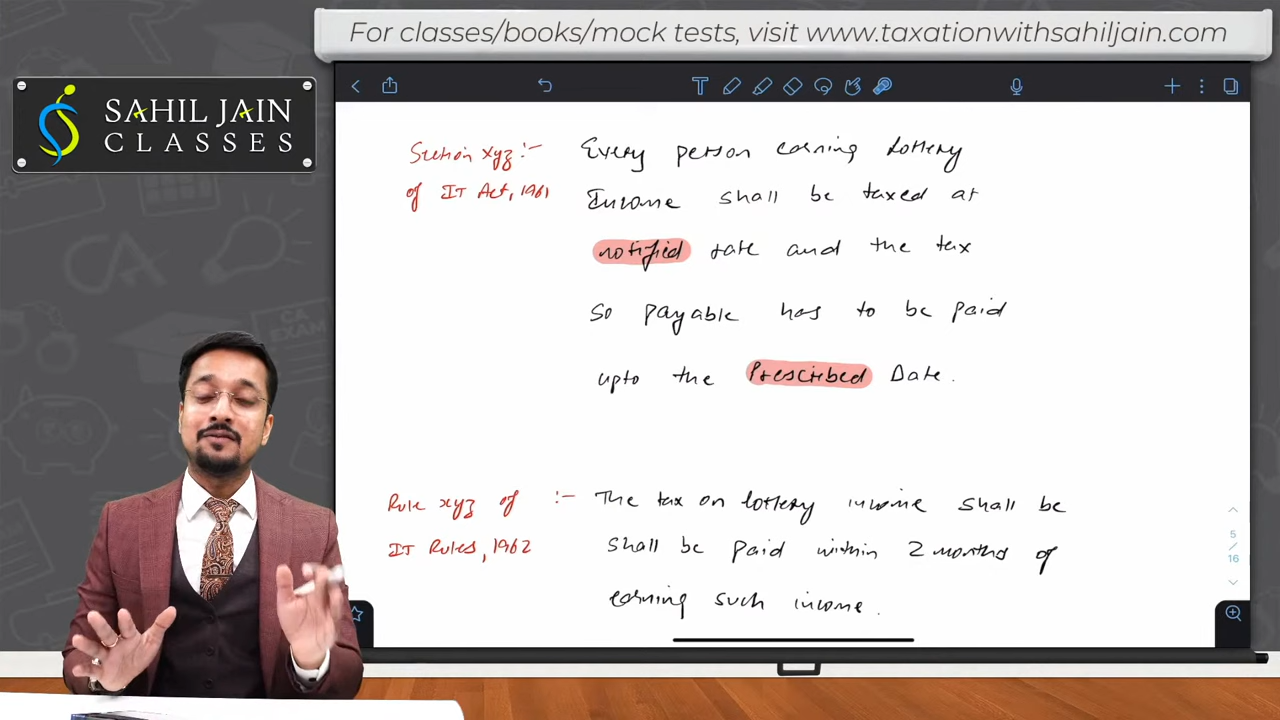 For classes/books/mock tests, visit www.taxationwithsahiljain.com
SAHIL JAIN
CLASSES
Section xyz :- Every person earning Lottery
of IT Act, 1961 Income shall be taxed at
notified rate and the tax
so payable has to be paid
upto the Prescribed Date.
Rule xyz of :- The tax on lottery income shall be
IT Rules, 1962 shall be paid within 2 months of
earning such income.
5
/
16